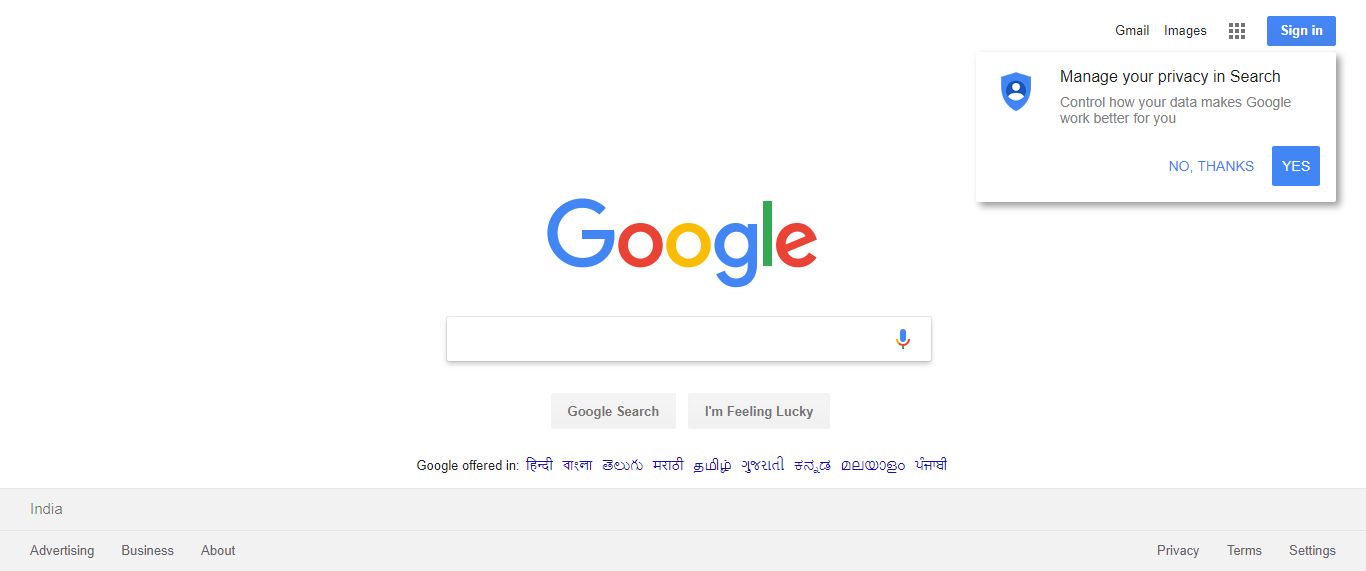 Gmail Images Sign in
Manage your privacy in Search
Control how your data makes Google
work better for you
NO, THANKS YES
Google
Google Search I'm Feeling Lucky
Google offered in: हिन्दी বাংলা తెలుగు मराठी தமிழ் ગુજરાતી ಕನ್ನಡ മലയാളം ਪੰਜਾਬੀ
India
Advertising Business About Privacy Terms Settings